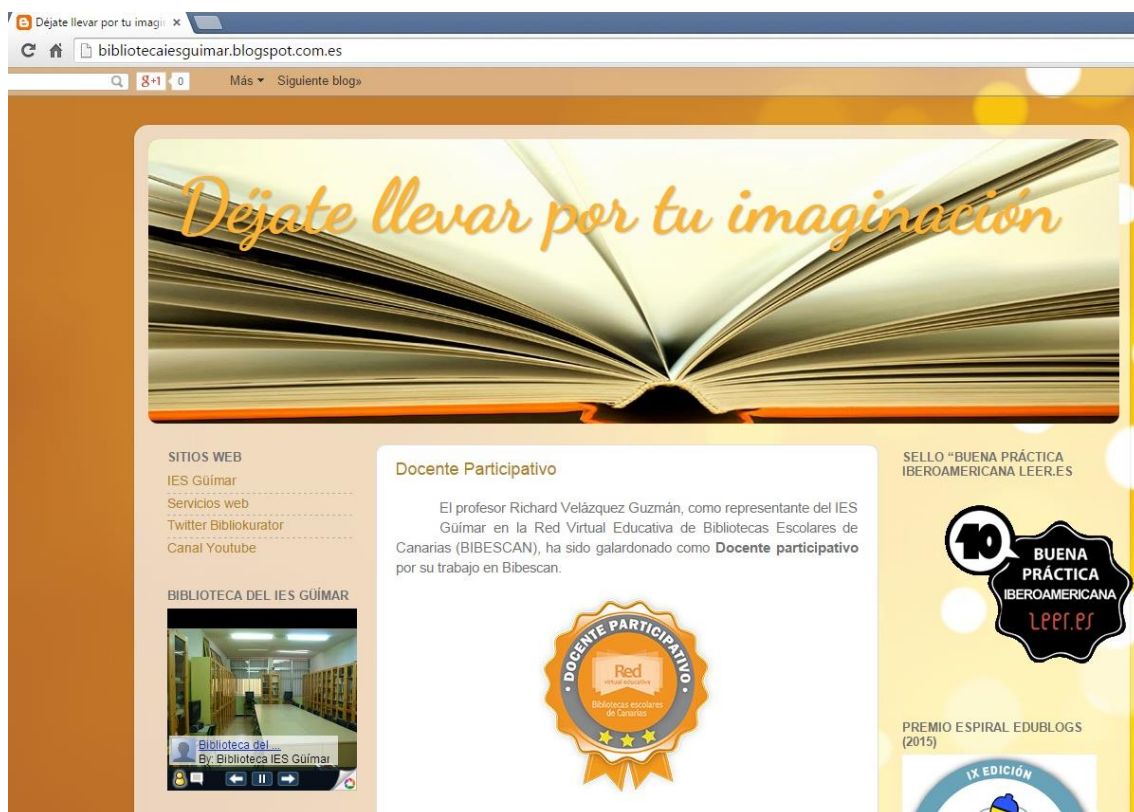 Déjate llevar por tu imagi
bibliotecaiesguimar.blogspot.com.es
g+1 0 Más Siguiente blog»
Déjate llevar por tu imaginación
SITIOS WEB
IES Güímar
Servicios web
Twitter Bibliokurator
Canal Youtube
BIBLIOTECA DEL IES GÜÍMAR
Biblioteca del ...
By: Biblioteca IES Güímar
Docente Participativo
El profesor Richard Velázquez Guzmán, como representante del IES
Güímar en la Red Virtual Educativa de Bibliotecas Escolares de
Canarias (BIBESCAN), ha sido galardonado como Docente participativo
por su trabajo en Bibescan.
• DOCENTE PARTICIPATIVO •
Red
virtual educativa
Bibliotecas escolares
de Canarias
SELLO “BUENA PRÁCTICA
IBEROAMERICANA LEER.ES
10
BUENA
PRÁCTICA
IBEROAMERICANA
Leer.es
PREMIO ESPIRAL EDUBLOGS
(2015)
IX EDICIÓN